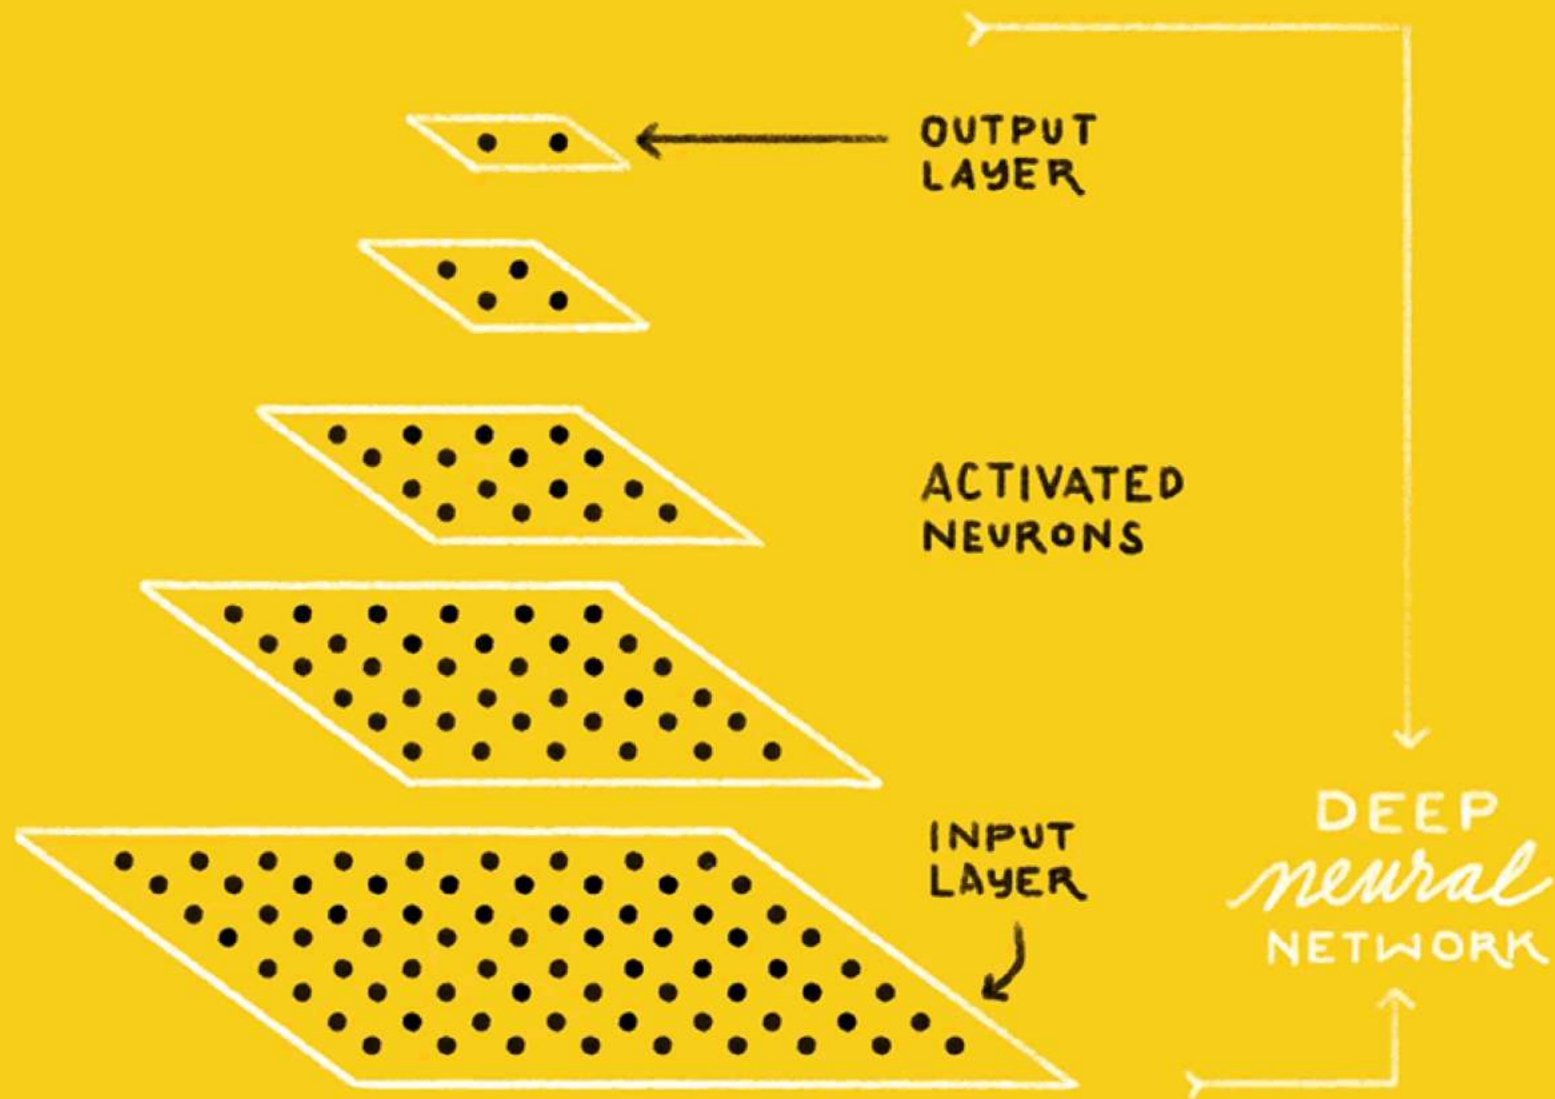 OUTPUT
LAYER
ACTIVATED
NEURONS
INPUT
LAYER
DEEP
neural
NETWORK